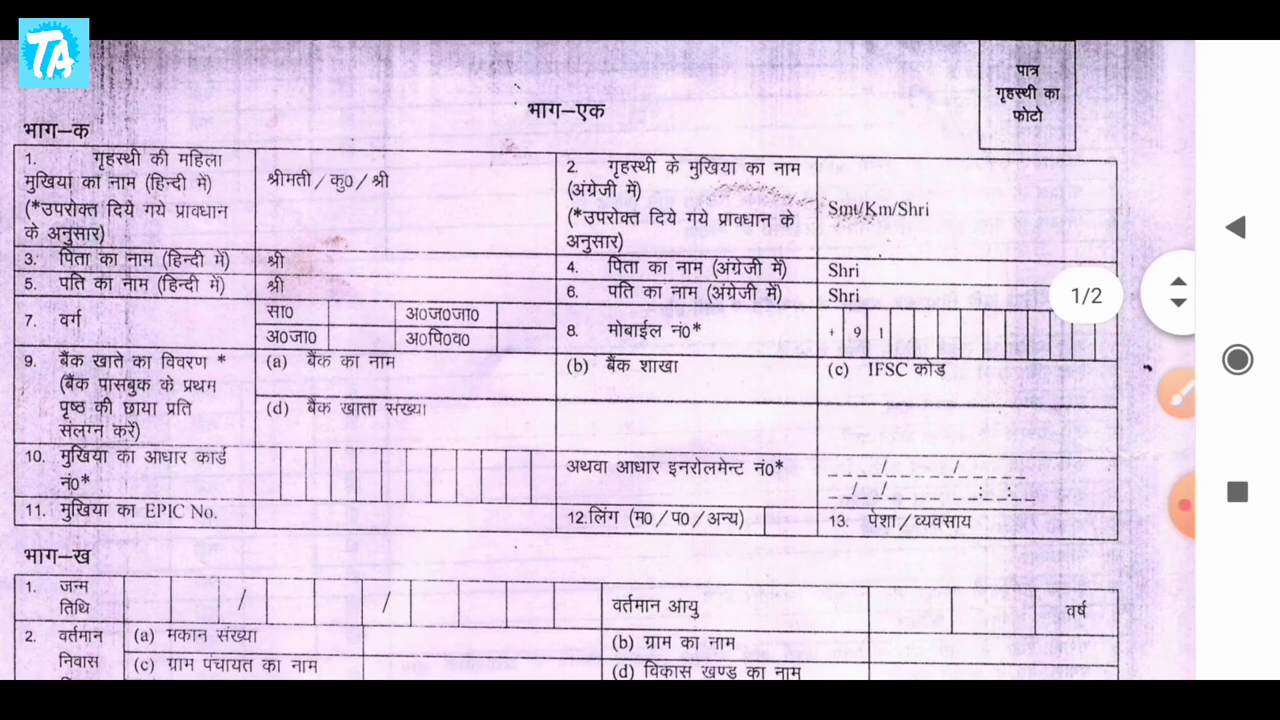 TA
पात्र
गृहस्थी का
फोटो
भाग–एक
भाग–क
1. गृहस्थी की महिला
मुखिया का नाम (हिन्दी में)
(*उपरोक्त दिये गये प्रावधान
के अनुसार)
श्रीमती / कु0 / श्री
2. गृहस्थी के मुखिया का नाम
(अंग्रेजी में)
(*उपरोक्त दिये गये प्रावधान के
अनुसार)
Smt/Km/Shri
3. पिता का नाम (हिन्दी में)
श्री
4. पिता का नाम (अंग्रेजी में)
Shri
5. पति का नाम (हिन्दी में)
श्री
6. पति का नाम (अंग्रेजी में)
Shri
1/2
7. वर्ग
सा0
अ0ज0जा0
अ0जा0
अ0पि0व0
8. मोबाईल नं0*
+ 9 1
9. बैंक खाते का विवरण *
(बैंक पासबुक के प्रथम
पृष्ठ की छाया प्रति
संलग्न करें)
(a) बैंक का नाम
(b) बैंक शाखा
(c) IFSC कोड
(d) बैंक खाता संख्या
10. मुखिया का आधार कार्ड
नं0*
अथवा आधार इनरोलमेन्ट नं0*
_ _ _ _/_ _ _ _ _/_ _ _ _ _
_ _/_ _/_ _ _ _ _ _:_ _:_ _
11. मुखिया का EPIC No.
12.लिंग (म0 / प0 / अन्य)
13. पेशा / व्यवसाय
भाग–ख
1. जन्म
तिथि
/ /
वर्तमान आयु
वर्ष
2. वर्तमान
निवास
(a) मकान संख्या
(b) ग्राम का नाम
(c) ग्राम पंचायत का नाम
(d) विकास खण्ड का नाम